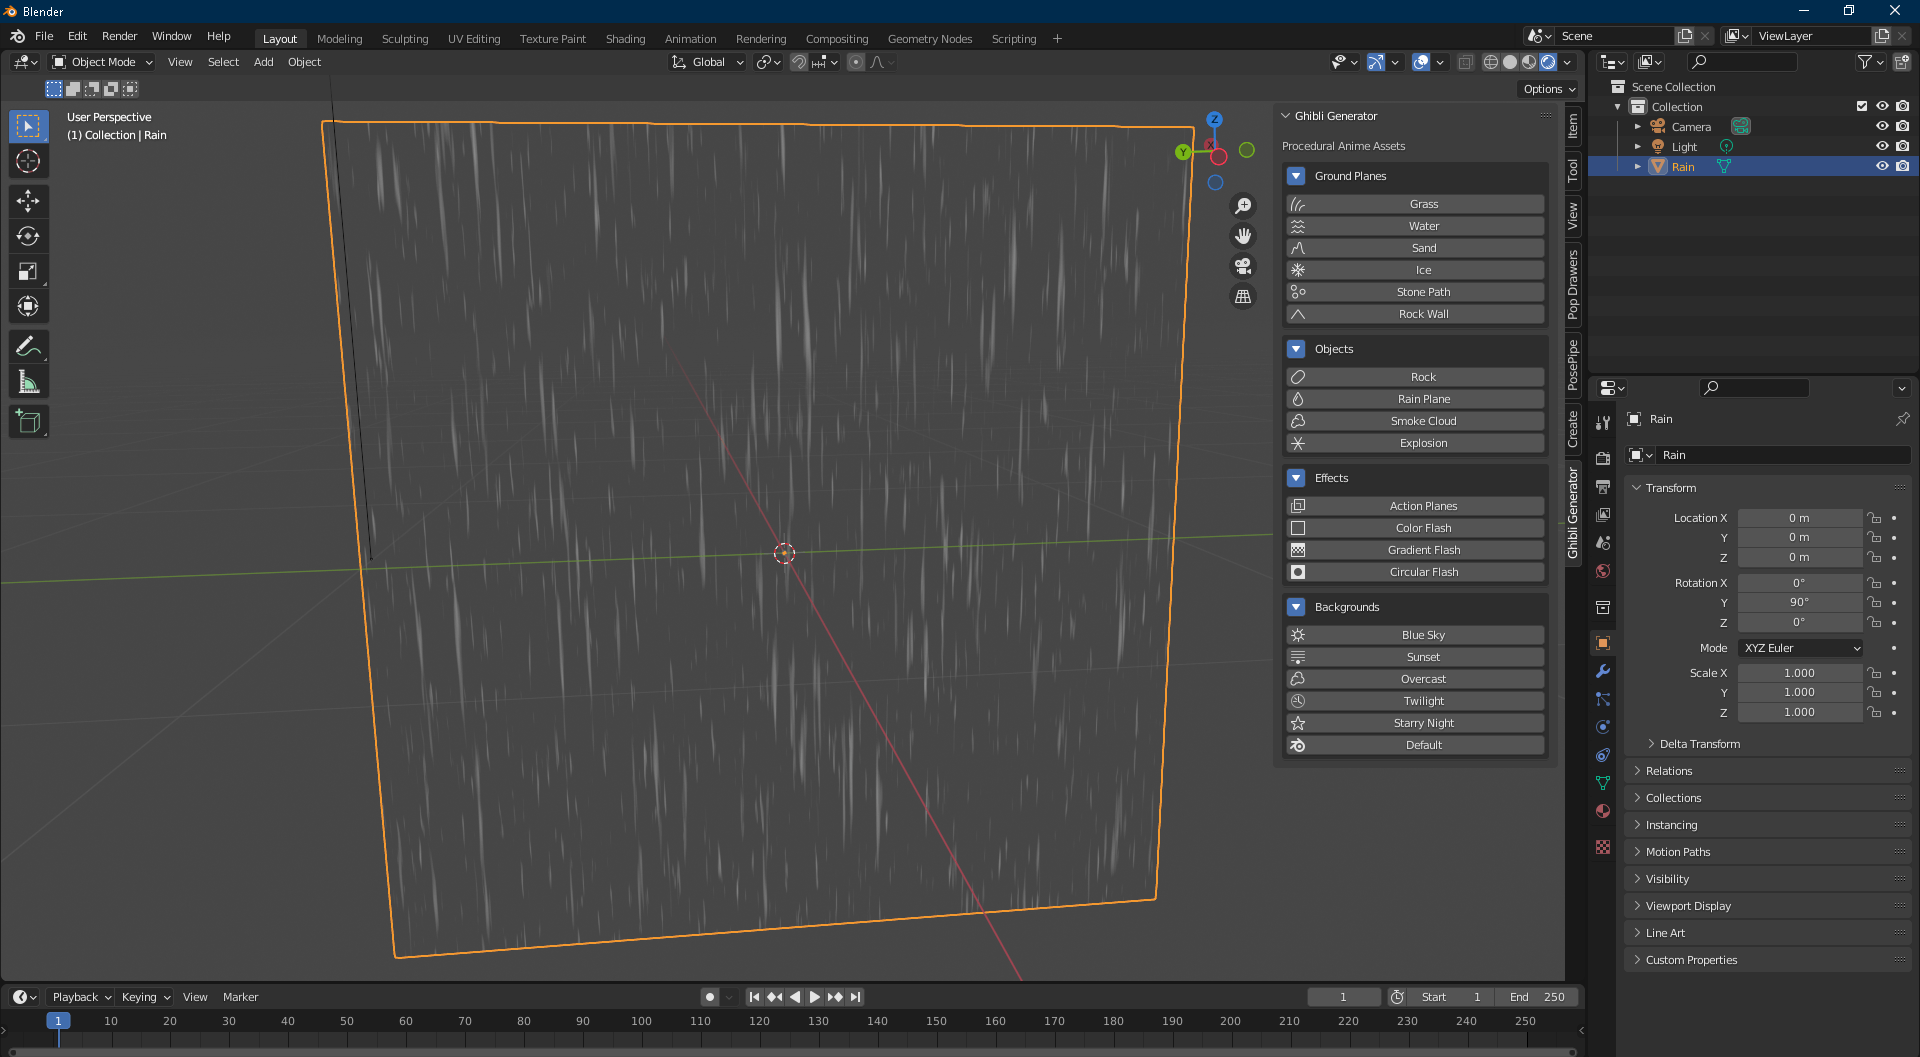 Blender
File Edit Render Window Help Layout Modeling Sculpting UV Editing Texture Paint Shading Animation Rendering Compositing Geometry Nodes Scripting + Scene ViewLayer
Object Mode View Select Add Object Global
Options
User Perspective
(1) Collection | Rain
Z
Y
X
Ghibli Generator
Procedural Anime Assets
Ground Planes
Grass
Water
Sand
Ice
Stone Path
Rock Wall
Objects
Rock
Rain Plane
Smoke Cloud
Explosion
Effects
Action Planes
Color Flash
Gradient Flash
Circular Flash
Backgrounds
Blue Sky
Sunset
Overcast
Twilight
Starry Night
Default
Item
Tool
View
Pop Drawers
PosePipe
Create
Ghibli Generator
Scene Collection
Collection
Camera
Light
Rain
Rain
Rain
Transform
Location X 0 m
Y 0 m
Z 0 m
Rotation X 0°
Y 90°
Z 0°
Mode XYZ Euler
Scale X 1.000
Y 1.000
Z 1.000
Delta Transform
Relations
Collections
Instancing
Motion Paths
Visibility
Viewport Display
Line Art
Custom Properties
Playback Keying View Marker 1 Start 1 End 250
1 10 20 30 40 50 60 70 80 90 100 110 120 130 140 150 160 170 180 190 200 210 220 230 240 250